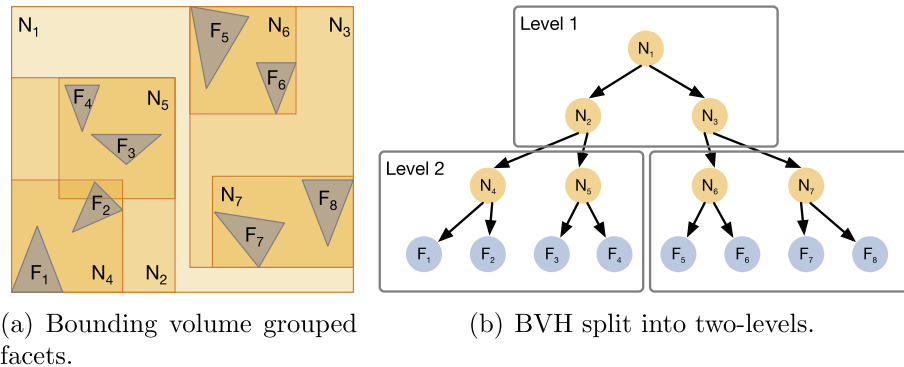 N₁ F₅ N₆ N₃
F₆
F₄ N₅
F₃
F₂ N₇ F₈
F₇
F₁ N₄ N₂
(a) Bounding volume grouped
facets.
Level 1
N₁
N₂ N₃
Level 2
N₄ N₅ N₆ N₇
F₁ F₂ F₃ F₄ F₅ F₆ F₇ F₈
(b) BVH split into two-levels.